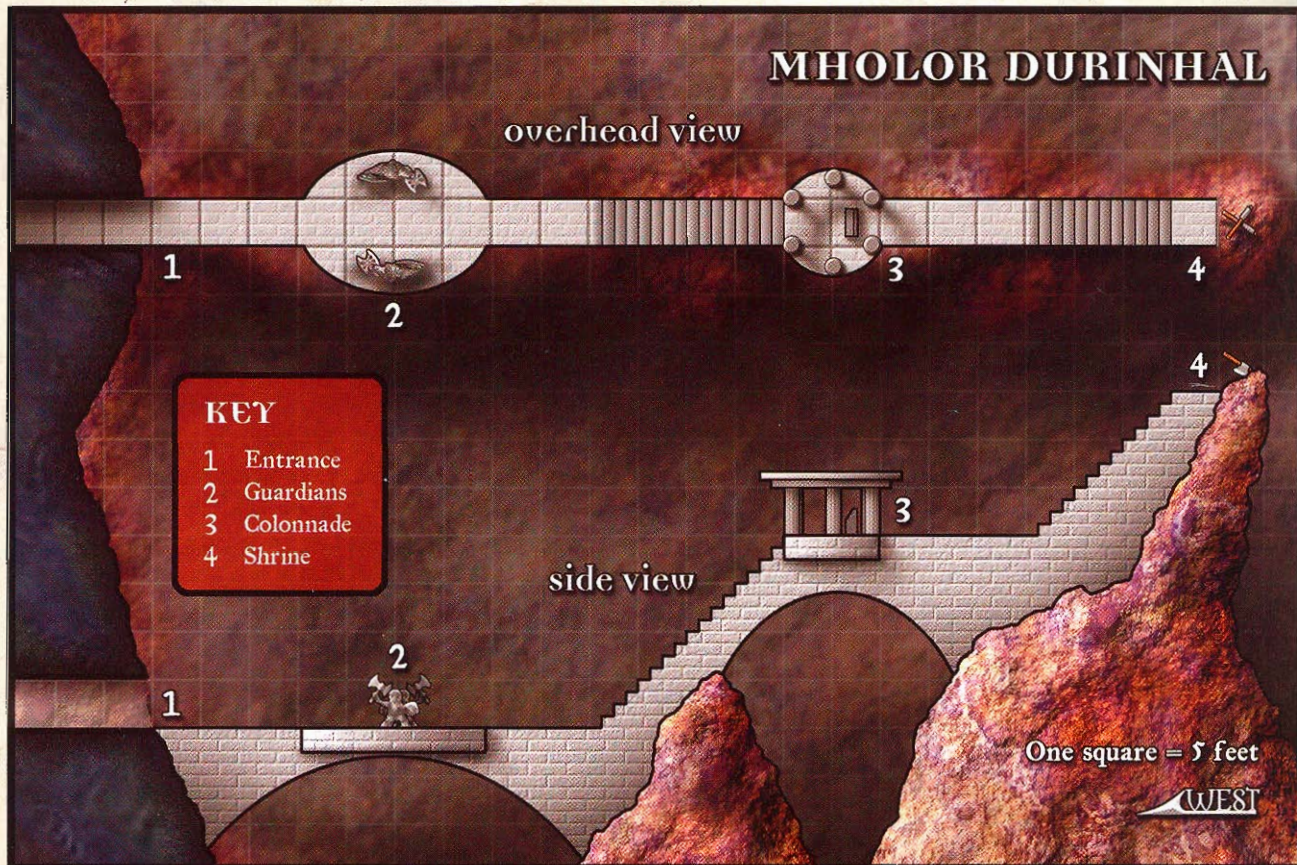 MHOLOR DURINHAL
overhead view
1
2
3
4
KEY
1 Entrance
2 Guardians
3 Colonnade
4 Shrine
4
3
side view
2
1
One square = 5 feet
WEST